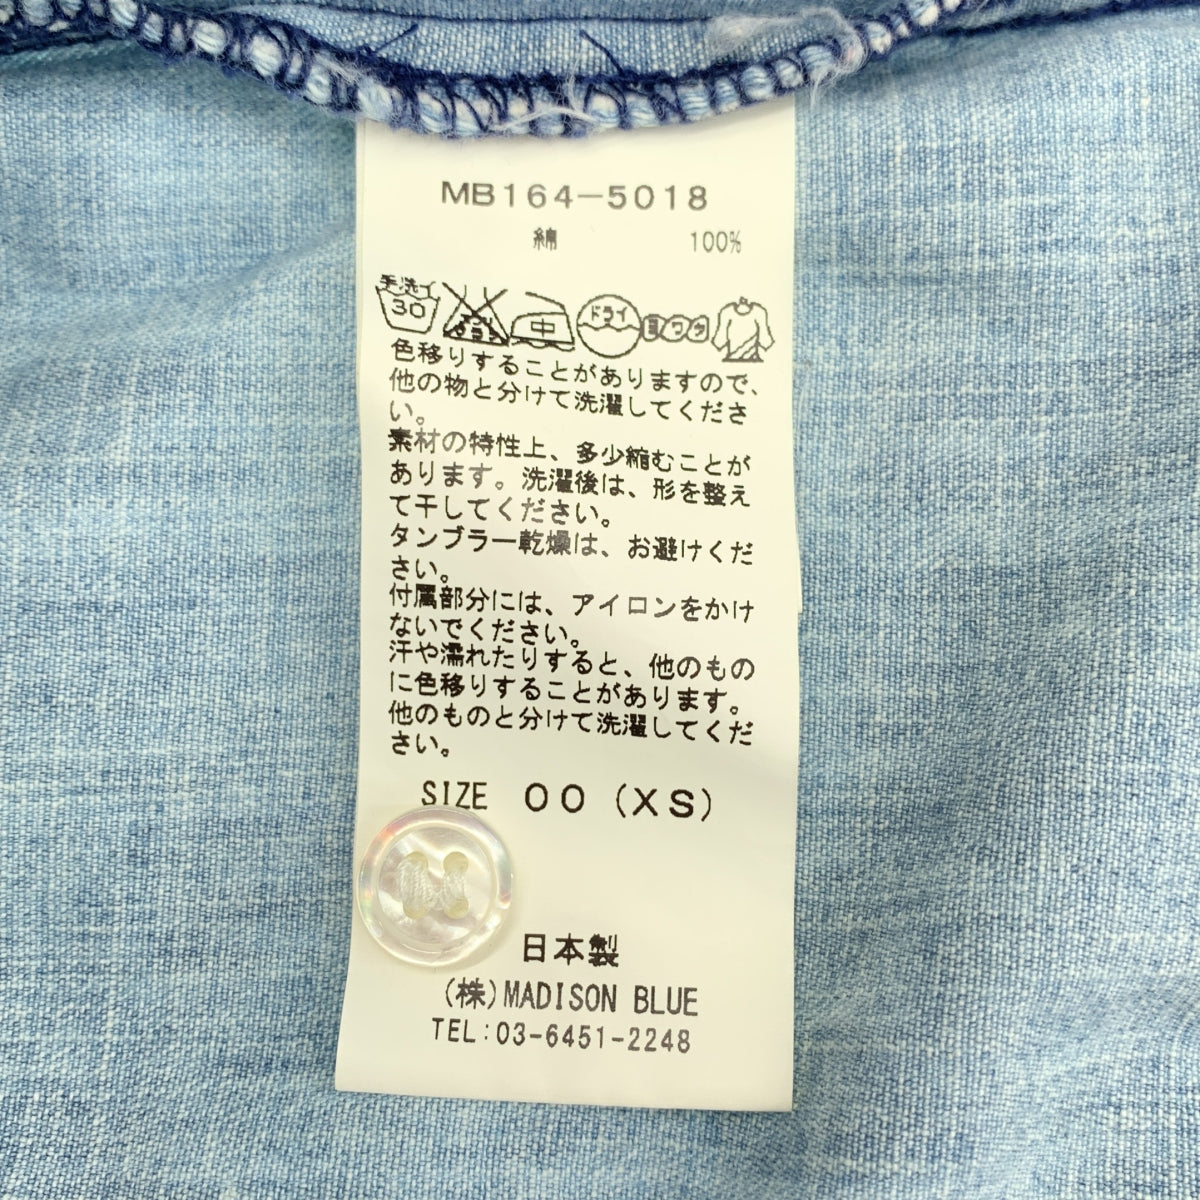 MB164-5018
綿 100%
手洗イ
30 エンソサラシ 中 ドライ ヨワク
色移りすることがありますので、
他の物と分けて洗濯してくださ
い。
素材の特性上、多少縮むことが
あります。洗濯後は、形を整え
て干してください。
タンブラー乾燥は、お避けくだ
さい。
付属部分には、アイロンをかけ
ないでください。
汗や濡れたりすると、他のもの
に色移りすることがあります。
他のものと分けて洗濯してくだ
さい。
SIZE 00 (XS)
日本製
(株)MADISON BLUE
TEL:03-6451-2248